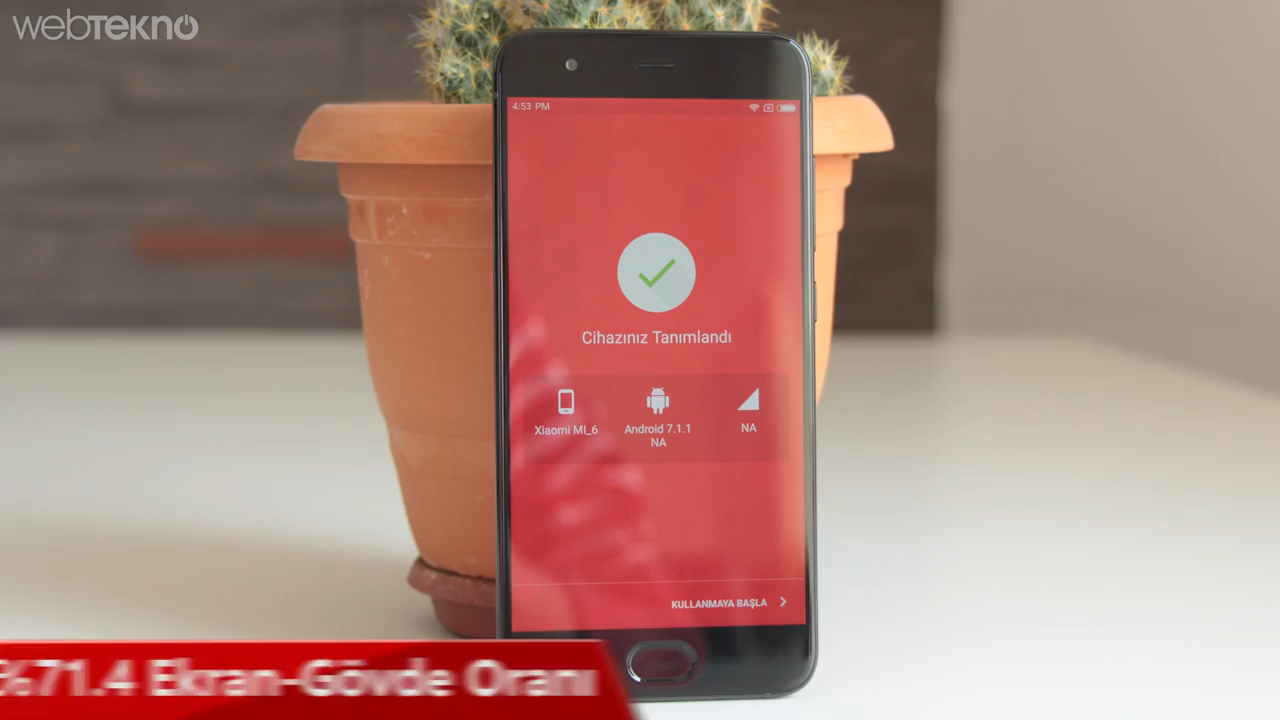 webTEKNO
4:53 PM
Cihazınız Tanımlandı
Xiaomi MI_6
Android 7.1.1
NA
NA
KULLANMAYA BAŞLA
%71.4 Ekran-Gövde Oranı